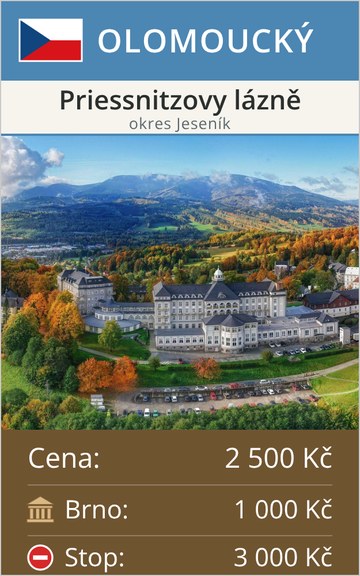 OLOMOUCKÝ
Priessnitzovy lázně
okres Jeseník
Cena: 2 500 Kč
Brno: 1 000 Kč
Stop: 3 000 Kč